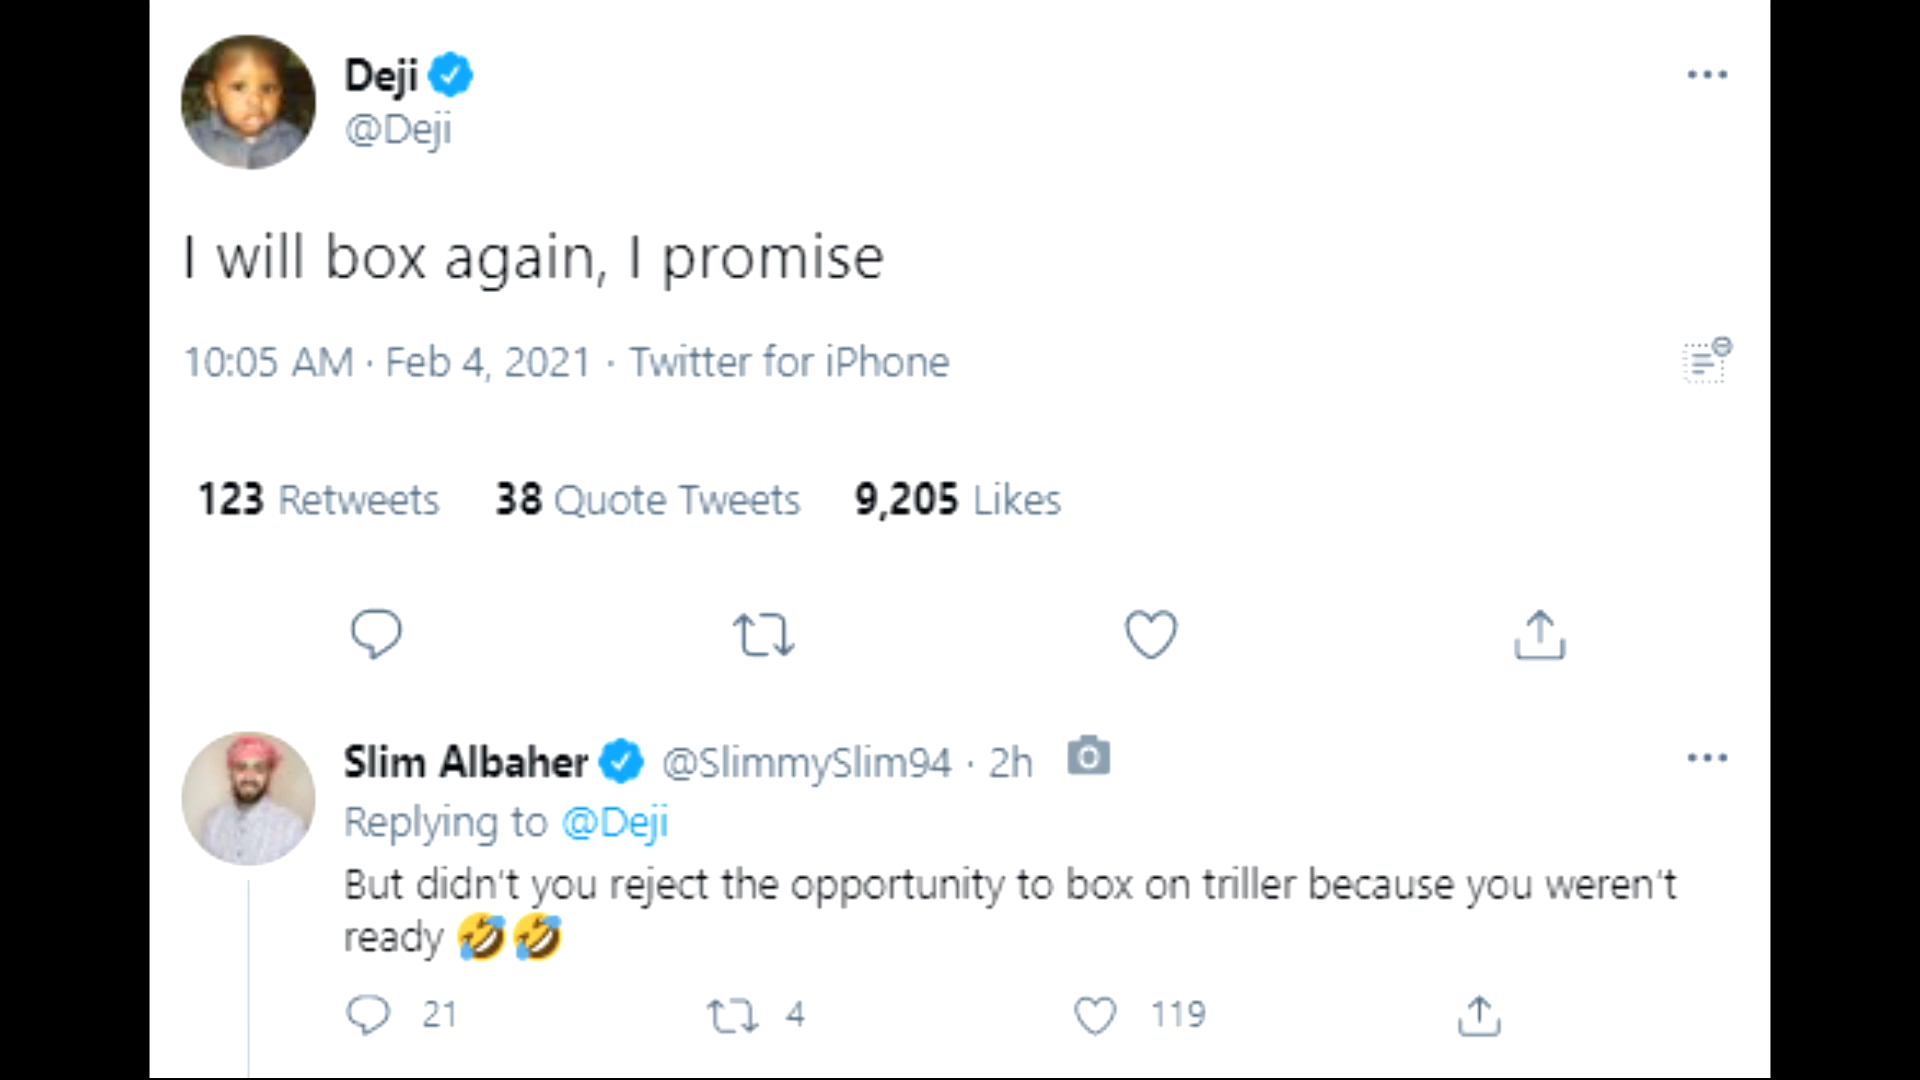 Deji
@Deji
I will box again, I promise
10:05 AM · Feb 4, 2021 · Twitter for iPhone
123 Retweets 38 Quote Tweets 9,205 Likes
Slim Albaher @SlimmySlim94 · 2h
Replying to @Deji
But didn't you reject the opportunity to box on triller because you weren't
ready 🤣🤣
21 4 119